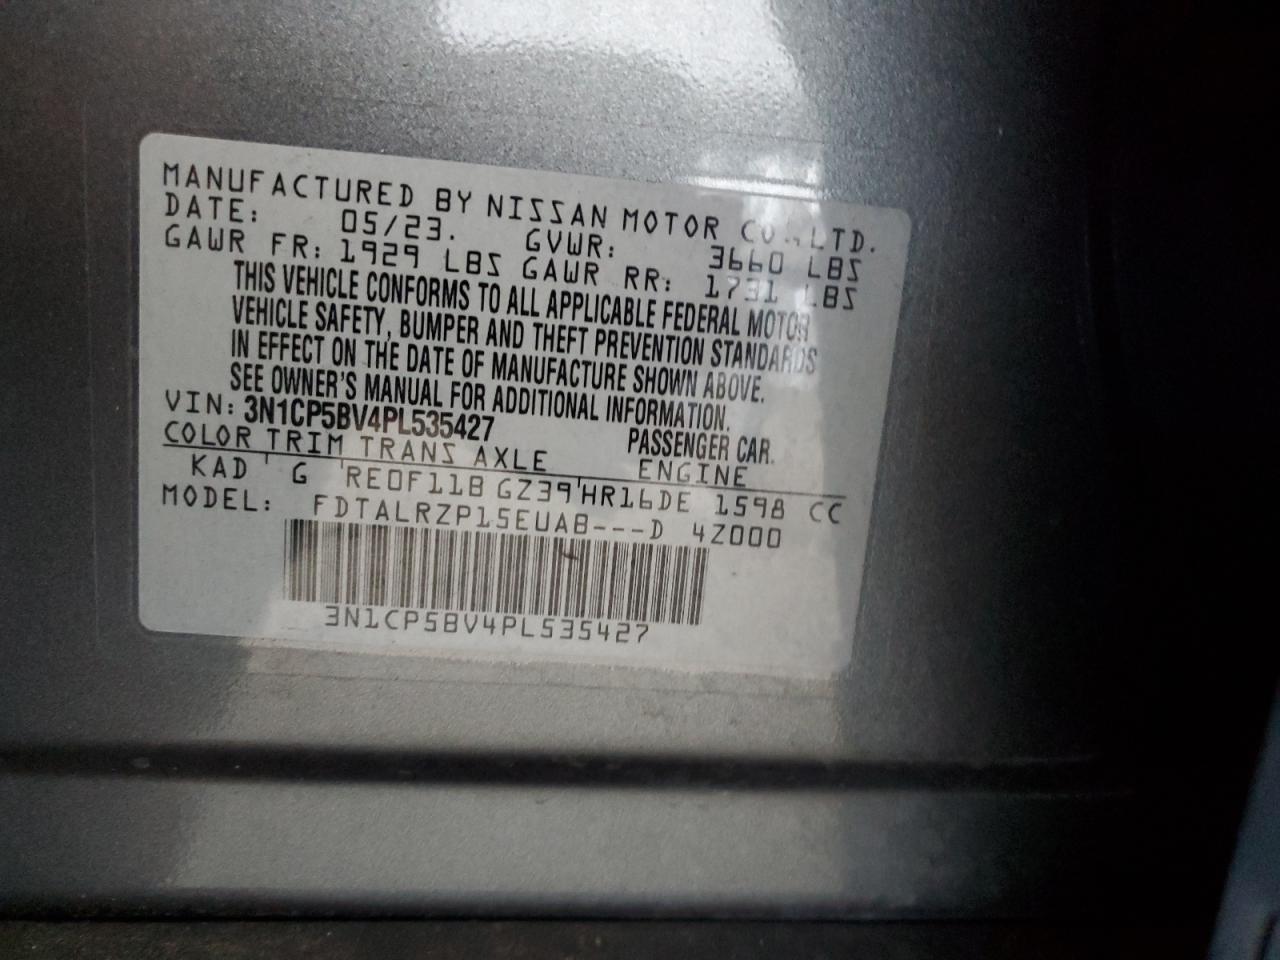 MANUFACTURED BY NISSAN MOTOR CO.,LTD.
DATE: 05/23. GVWR: 3660 LBS
GAWR FR: 1929 LBS GAWR RR: 1731 LBS
THIS VEHICLE CONFORMS TO ALL APPLICABLE FEDERAL MOTOR
VEHICLE SAFETY, BUMPER AND THEFT PREVENTION STANDARDS
IN EFFECT ON THE DATE OF MANUFACTURE SHOWN ABOVE.
SEE OWNER'S MANUAL FOR ADDITIONAL INFORMATION.
VIN: 3N1CP5BV4PL535427 PASSENGER CAR.
COLOR TRIM TRANS AXLE ENGINE
KAD G RE0F11B GZ39 HR16DE 1598 CC
MODEL: FDTALRZP15EUAB---D 4Z000
3N1CP5BV4PL535427